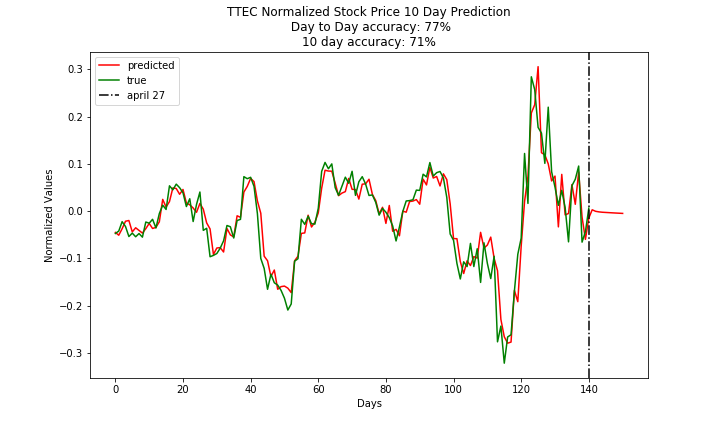 TTEC Normalized Stock Price 10 Day Prediction
Day to Day accuracy: 77%
10 day accuracy: 71%
predicted
true
april 27
Normalized Values
0.3
0.2
0.1
0.0
−0.1
−0.2
−0.3
0 20 40 60 80 100 120 140
Days